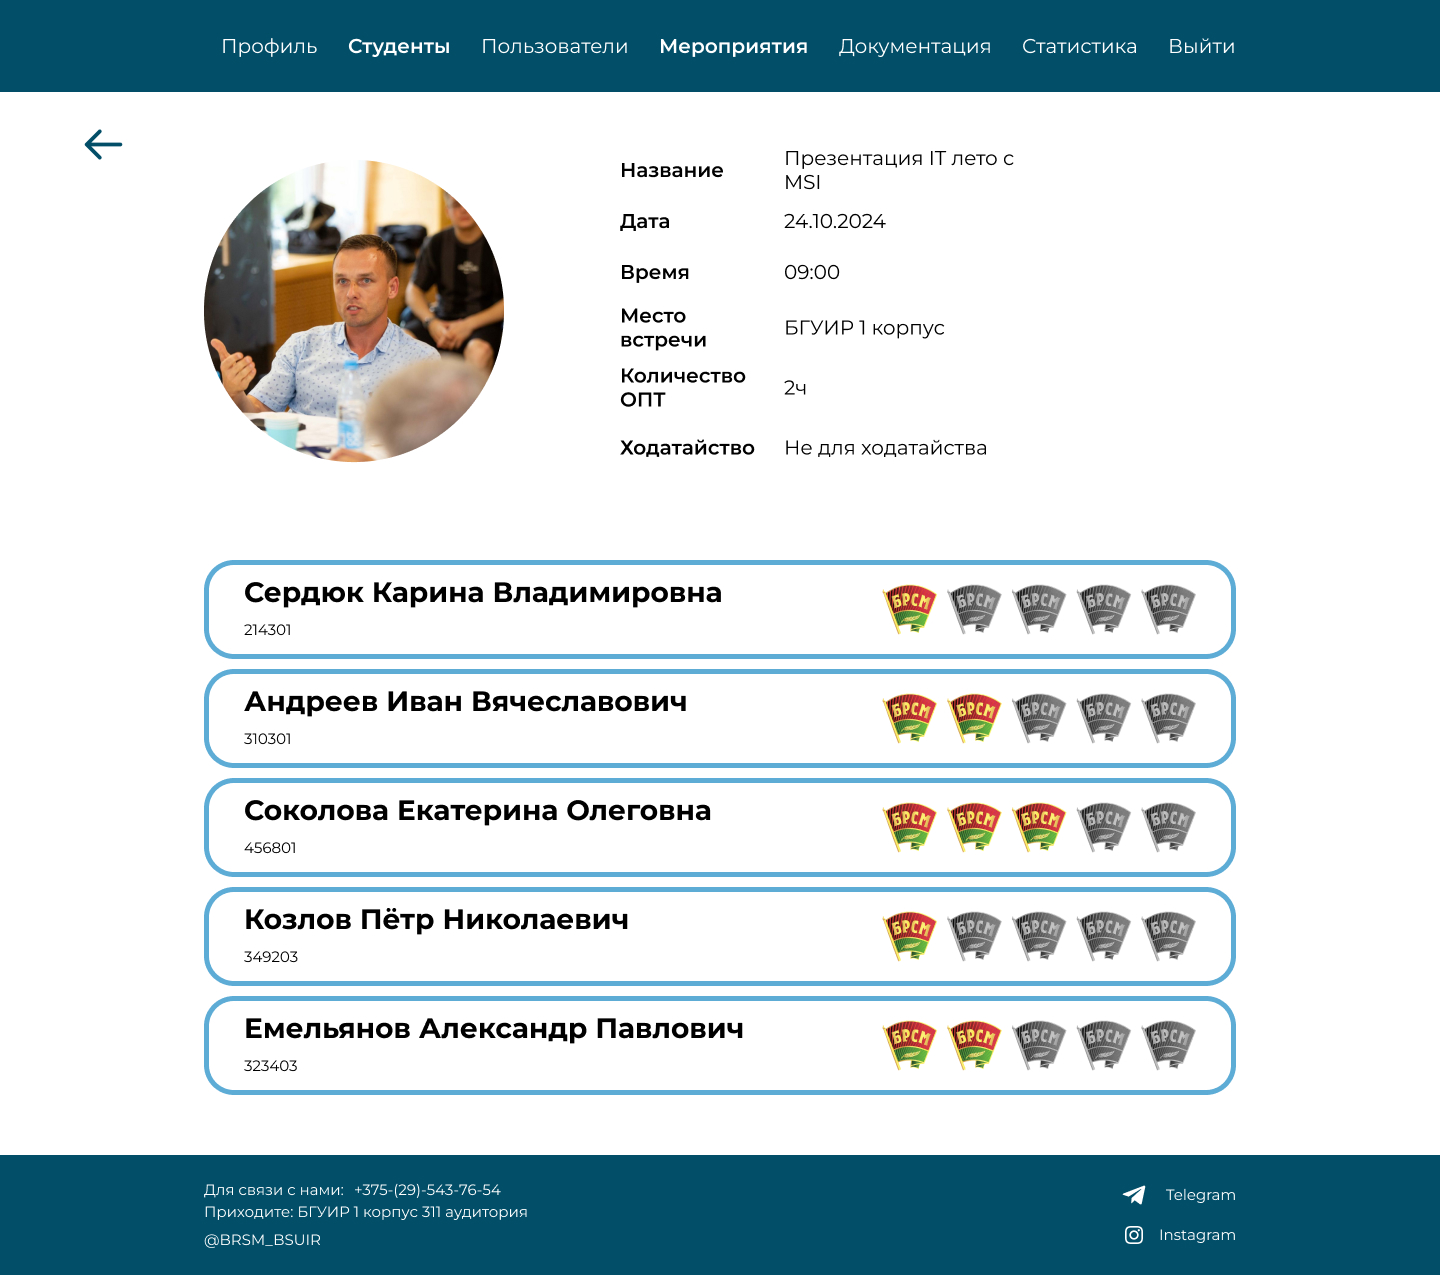 Профиль Студенты Пользователи Мероприятия Документация Статистика Выйти
Название Презентация IT лето с
MSI
Дата 24.10.2024
Время 09:00
Место
встречи БГУИР 1 корпус
Количество
ОПТ 2ч
Ходатайство Не для ходатайства
Сердюк Карина Владимировна
БРСМ БРСМ БРСМ БРСМ БРСМ
214301
Андреев Иван Вячеславович
БРСМ БРСМ БРСМ БРСМ БРСМ
310301
Соколова Екатерина Олеговна
БРСМ БРСМ БРСМ БРСМ БРСМ
456801
Козлов Пётр Николаевич
БРСМ БРСМ БРСМ БРСМ БРСМ
349203
Емельянов Александр Павлович
БРСМ БРСМ БРСМ БРСМ БРСМ
323403
Для связи с нами: +375-(29)-543-76-54
Приходите: БГУИР 1 корпус 311 аудитория
@BRSM_BSUIR
Telegram
Instagram